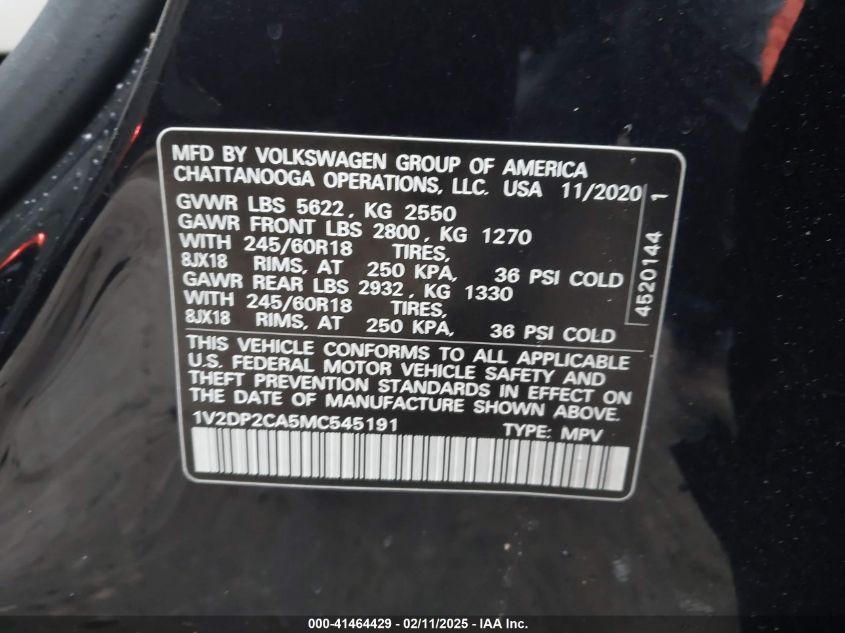 MFD BY VOLKSWAGEN GROUP OF AMERICA
CHATTANOOGA OPERATIONS, LLC. USA 11/2020
GVWR LBS 5622, KG 2550
GAWR FRONT LBS 2800, KG 1270
WITH 245/60R18 TIRES,
8JX18 RIMS, AT 250 KPA, 36 PSI COLD
GAWR REAR LBS 2932, KG 1330
WITH 245/60R18 TIRES,
8JX18 RIMS, AT 250 KPA, 36 PSI COLD
THIS VEHICLE CONFORMS TO ALL APPLICABLE
U.S. FEDERAL MOTOR VEHICLE SAFETY AND
THEFT PREVENTION STANDARDS IN EFFECT ON
THE DATE OF MANUFACTURE SHOWN ABOVE.
1V2DP2CA5MC545191 TYPE: MPV
4520144 1
000-41464429 - 02/11/2025 - IAAI, Inc.